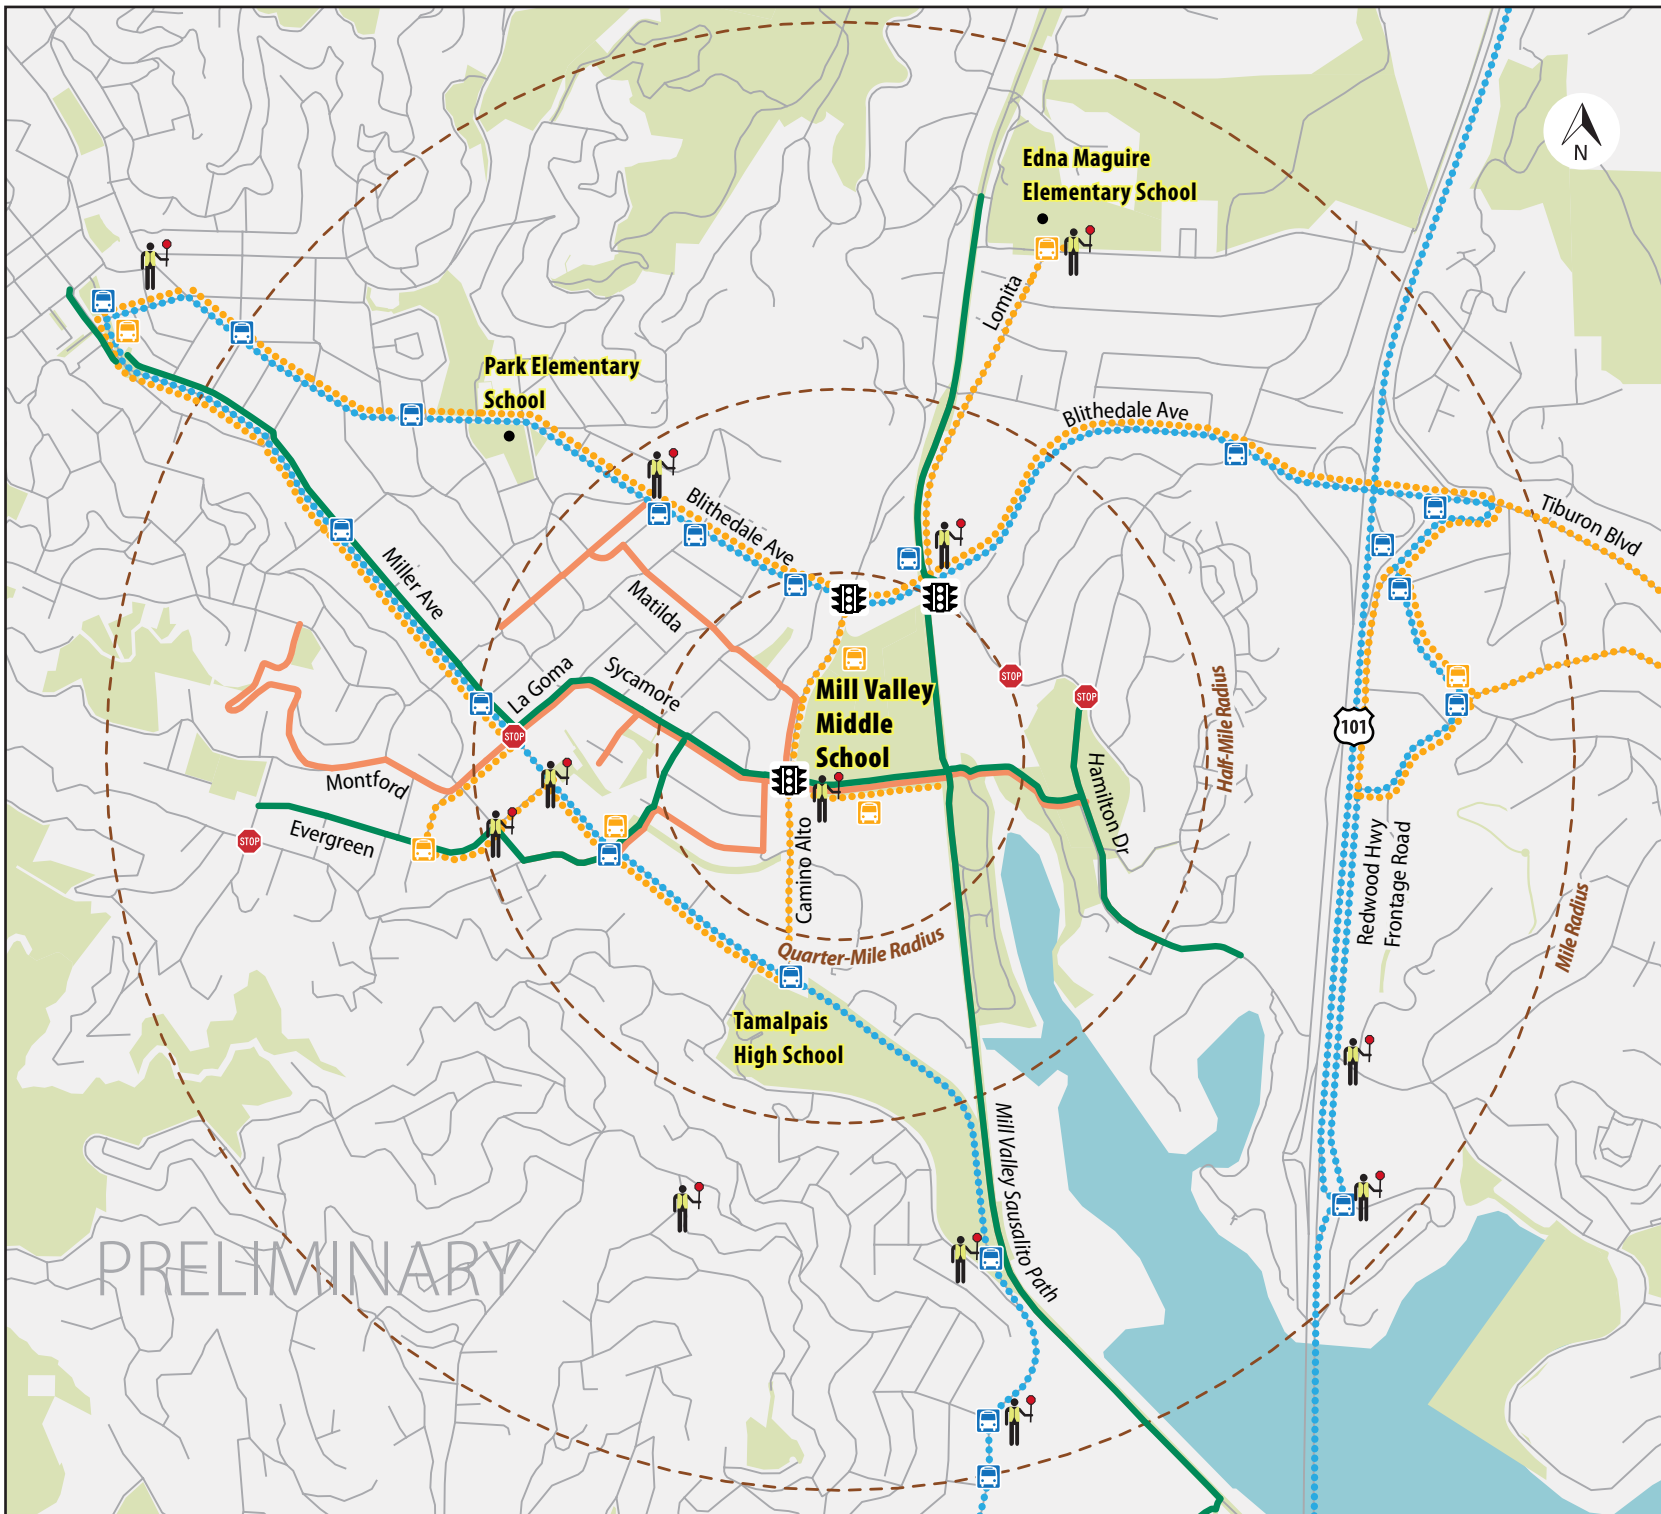 Edna Maguire
Elementary School
N
Lomita
Park Elementary
School
Blithedale Ave
Tiburon Blvd
Blithedale Ave
Miller Ave
Matilda
La Goma
Sycamore
STOP
STOP
STOP
Mill Valley
Middle
School
Half-Mile Radius
101
Montford
Hamilton Dr
Evergreen
STOP
Camino Alto
Redwood Hwy
Frontage Road
Mile Radius
Quarter-Mile Radius
Tamalpais
High School
Mill Valley Sausalito Path
PRELIMINARY